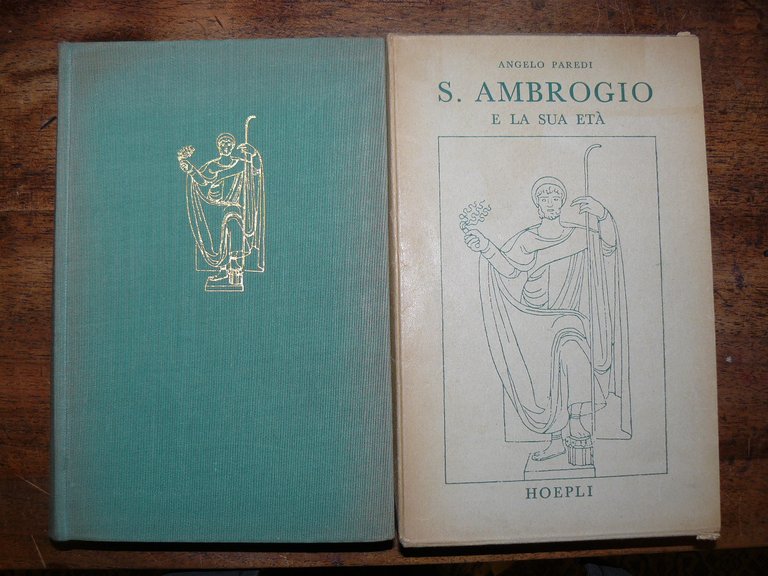 ANGELO PAREDI
S. AMBROGIO
E LA SUA ETÀ
HOEPLI